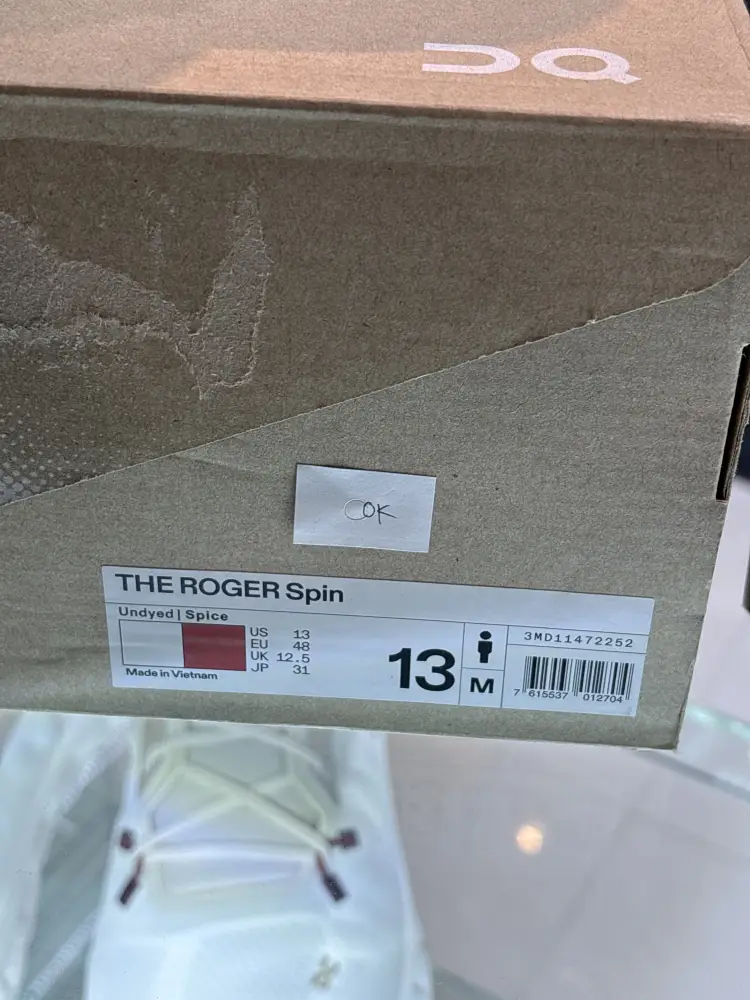 On
OK
THE ROGER Spin
Undyed | Spice
US 13
EU 48
UK 12.5
JP 31
Made in Vietnam
13
M
3MD11472252
7 615537 012704